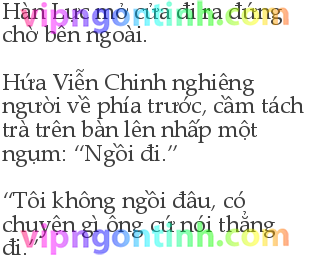 Hàn Lực mở cửa đi ra đứng
chờ bên ngoài.
Hứa Viễn Chinh nghiêng
người về phía trước, cầm tách
trà trên bàn lên nhấp một
ngụm: “Ngồi đi.”
“Tôi không ngồi đâu, có
chuyện gì ông cứ nói thẳng
đi.”
vipngontinh.com
vipngontinh.com